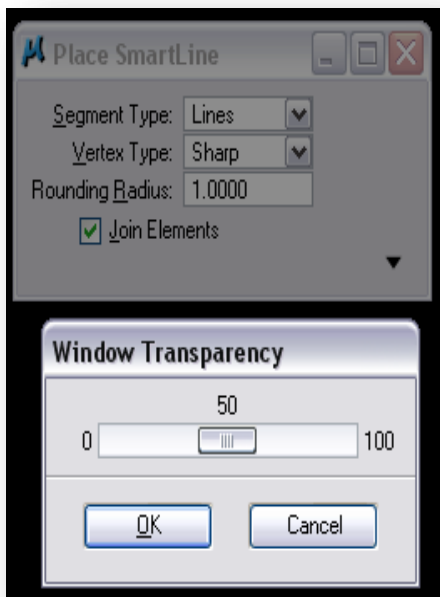 Place SmartLine
Segment Type: Lines
Vertex Type: Sharp
Rounding Radius: 1.0000
Join Elements
Window Transparency
50
0 100
OK Cancel